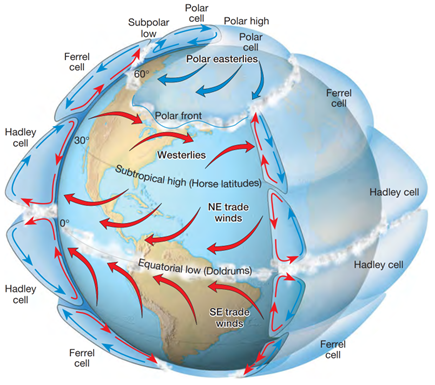 Polar
cell
Subpolar
low
Polar high
Polar
cell
Ferrel
cell
Polar easterlies
60°
Ferrel
cell
Polar front
Hadley
cell
30°
Westerlies
Subtropical high (Horse latitudes)
Hadley cell
NE trade
winds
0°
Equatorial low (Doldrums)
Hadley cell
Hadley
cell
SE trade
winds
Ferrel
cell
Ferrel
cell